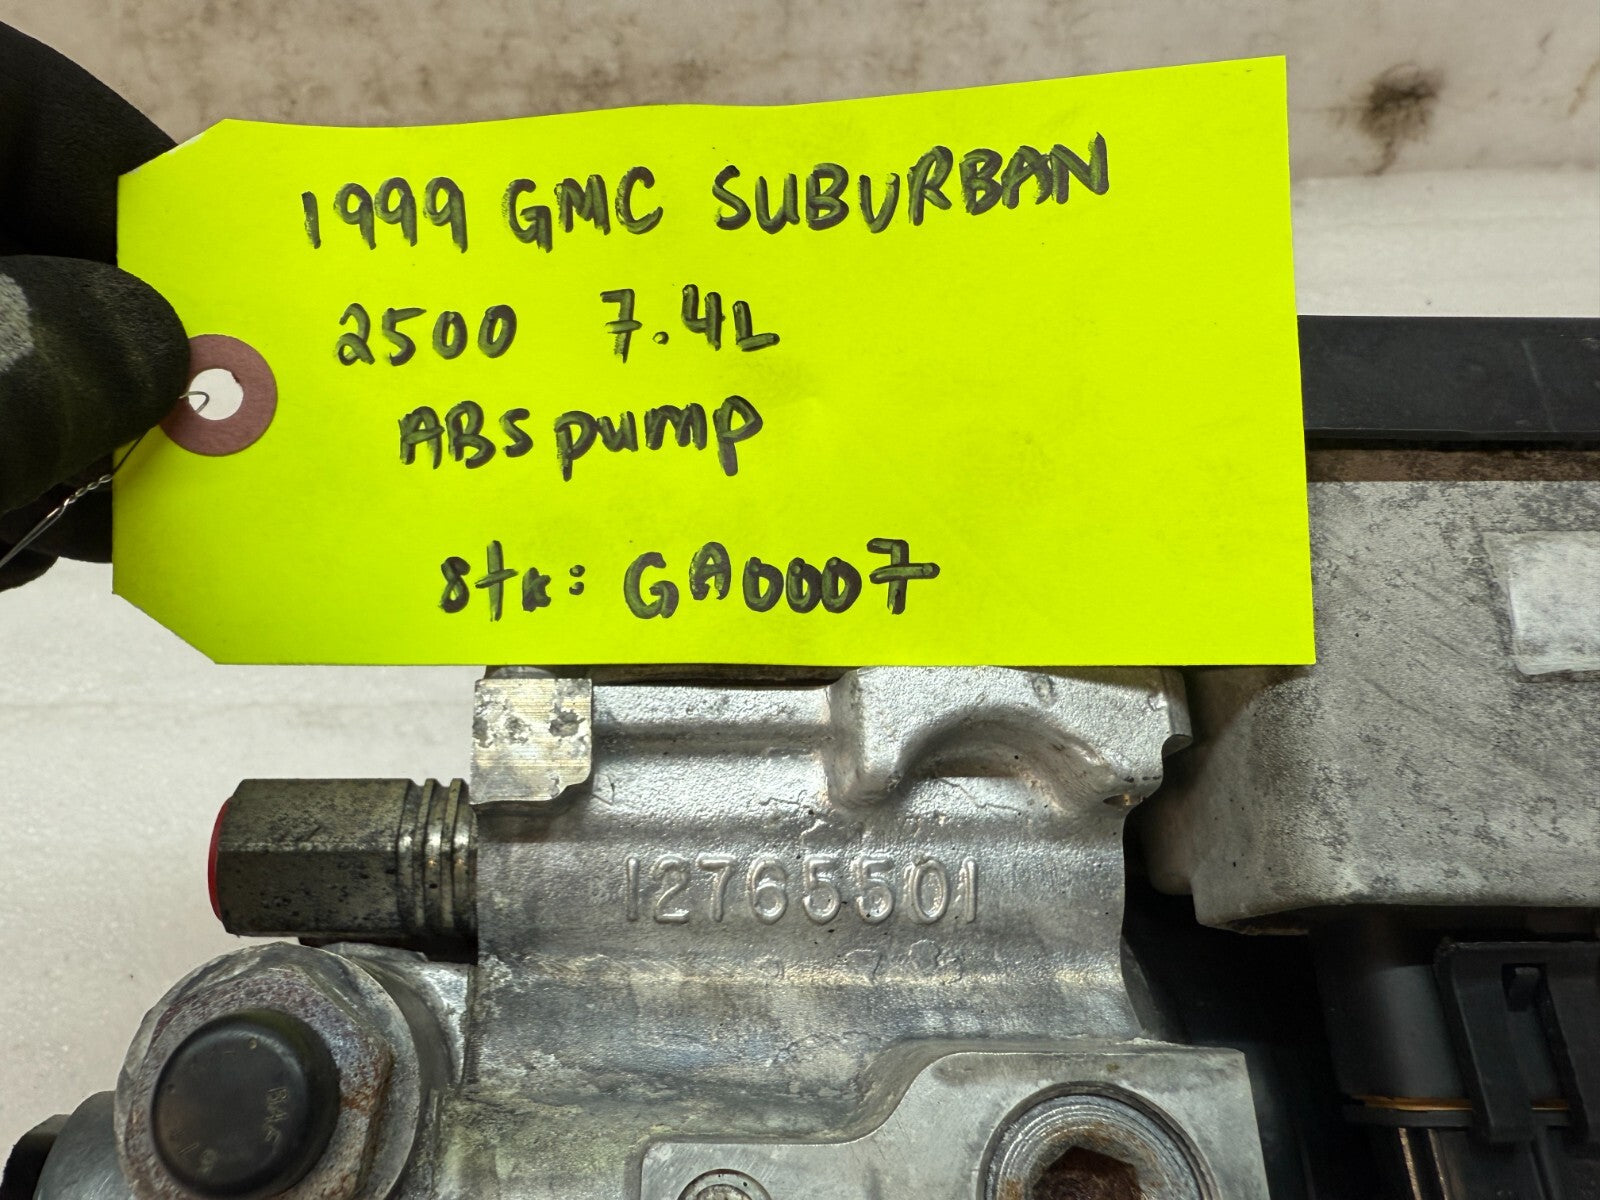 1999 GMC SUBURBAN
2500 7.4L
ABS pump
Stk: GA0007
12765501